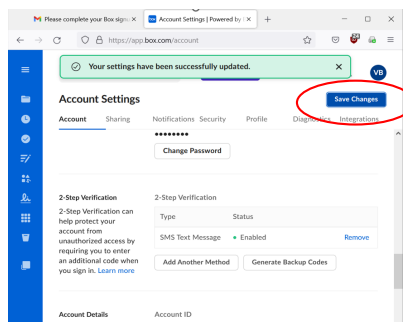 Please complete your Box signu
Account Settings | Powered by
https://app.box.com/account
Your settings have been successfully updated.
VB
Account Settings
Save Changes
Account Sharing Notifications Security Profile Diagnostics Integrations
Change Password
2-Step Verification
2-Step Verification can
help protect your
account from
unauthorized access by
requiring you to enter
an additional code when
you sign in. Learn more
2-Step Verification
Type Status
SMS Text Message Enabled Remove
Add Another Method Generate Backup Codes
Account Details
Account ID